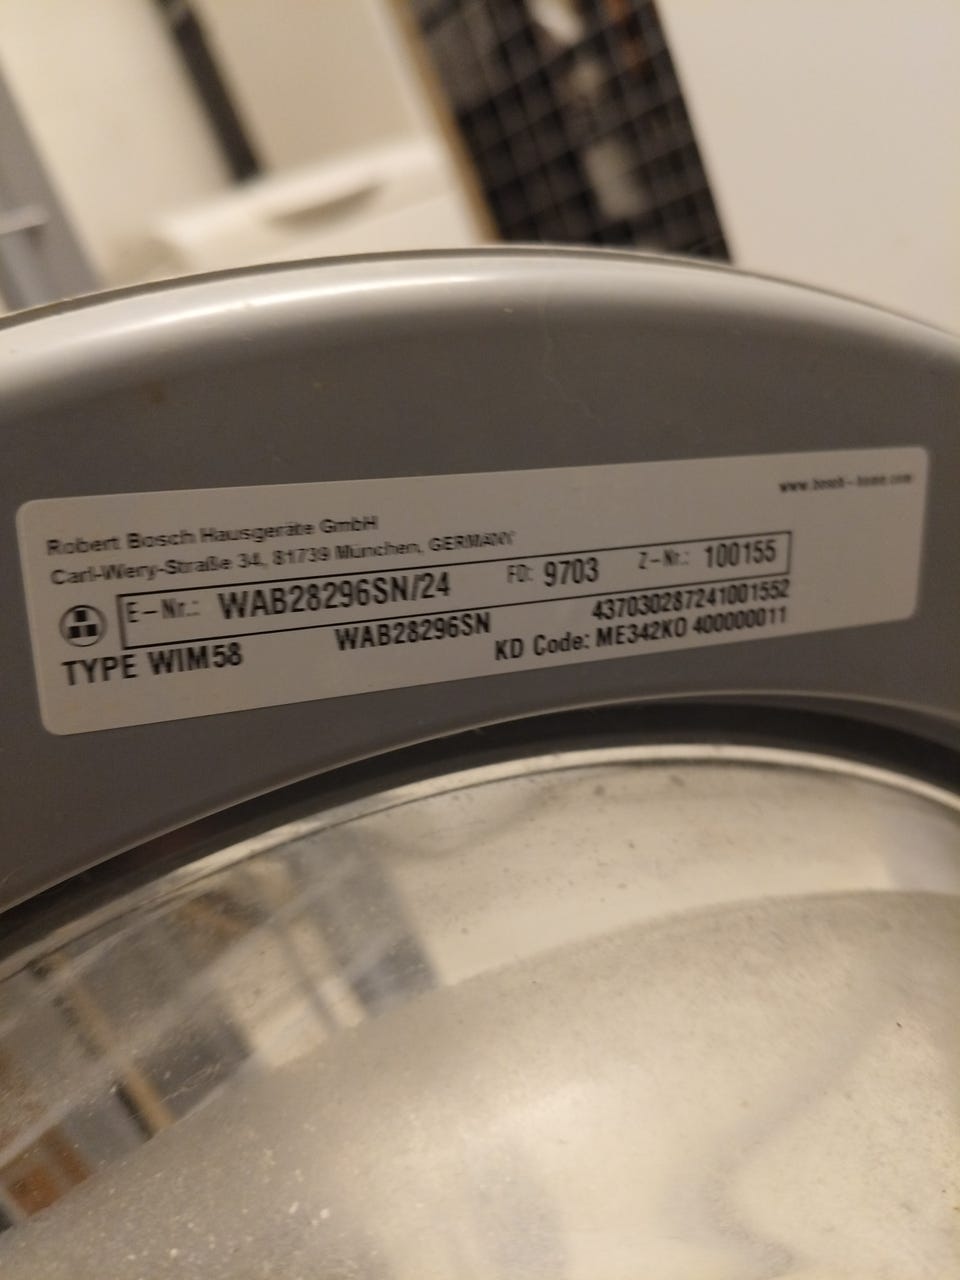 www.bosch-home.com
Robert Bosch Hausgeräte GmbH
Carl-Wery-Straße 34, 81739 München, GERMANY
E-Nr.: WAB28296SN/24 FD: 9703 Z-Nr.: 100155
TYPE WIM58 WAB28296SN 437030287241001552
KD Code: ME342KO 400000011